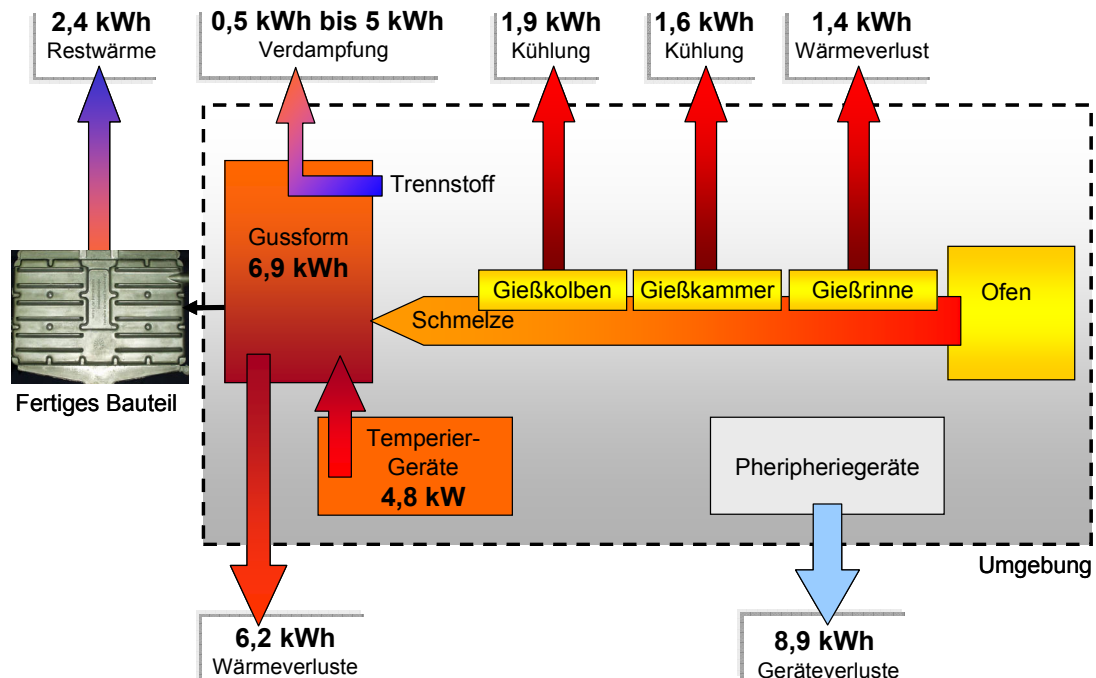 2,4 kWh
Restwärme
0,5 kWh bis 5 kWh
Verdampfung
1,9 kWh
Kühlung
1,6 kWh
Kühlung
1,4 kWh
Wärmeverlust
Trennstoff
Gussform
6,9 kWh
Gießkolben
Gießkammer
Gießrinne
Ofen
Schmelze
Fertiges Bauteil
Temperier-
Geräte
4,8 kW
Pheripheriegeräte
Umgebung
6,2 kWh
Wärmeverluste
8,9 kWh
Geräteverluste